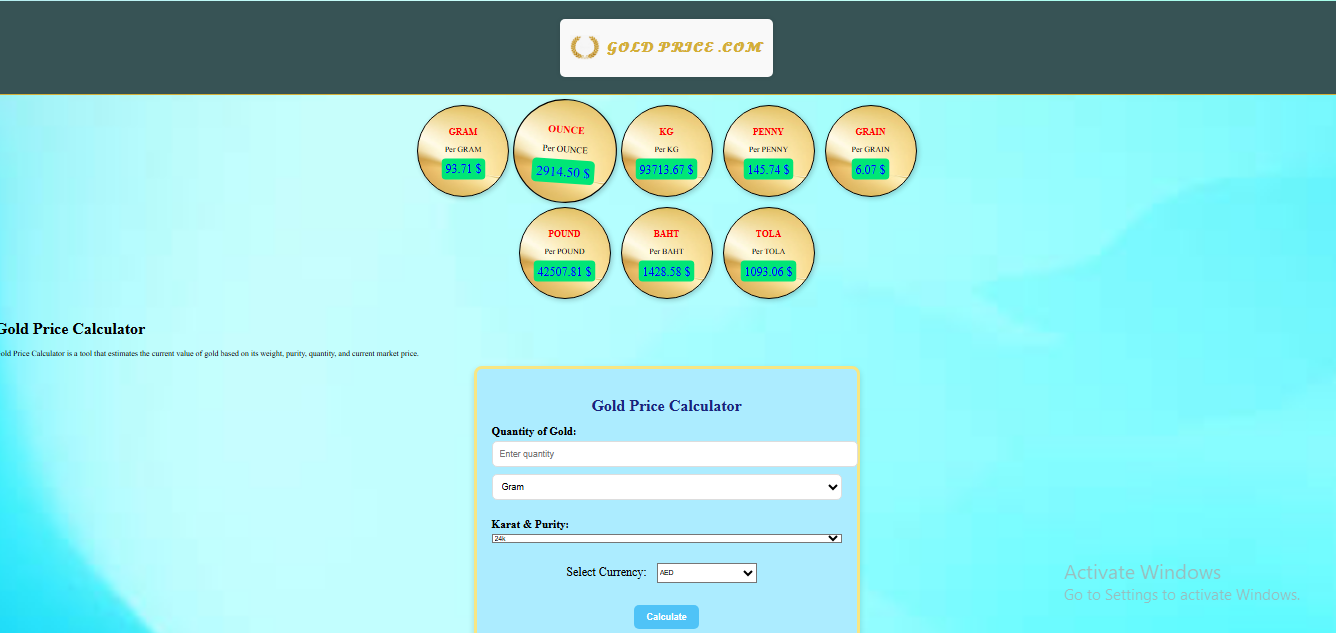 GOLD PRICE .COM
GRAM
Per GRAM
93.71 $
OUNCE
Per OUNCE
2914.50 $
KG
Per KG
93713.67 $
PENNY
Per PENNY
145.74 $
GRAIN
Per GRAIN
6.07 $
POUND
Per POUND
42507.81 $
BAHT
Per BAHT
1428.58 $
TOLA
Per TOLA
1093.06 $
Gold Price Calculator
old Price Calculator is a tool that estimates the current value of gold based on its weight, purity, quantity, and current market price.
Gold Price Calculator
Quantity of Gold:
Enter quantity
Gram
Karat & Purity:
24k
Select Currency: AED
Calculate
Activate Windows
Go to Settings to activate Windows.